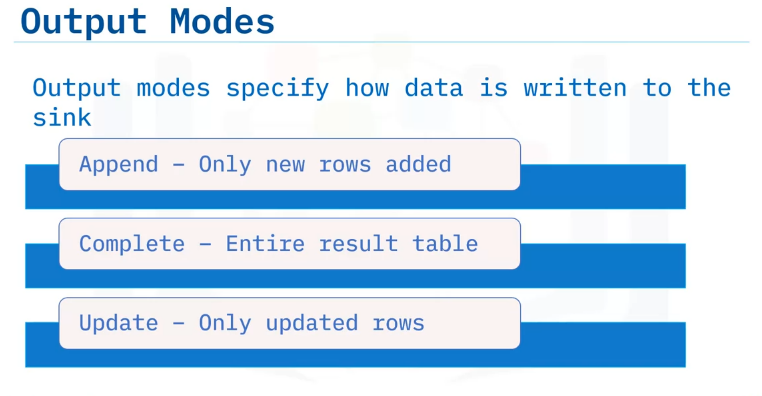 Output Modes
Output modes specify how data is written to the
sink
Append – Only new rows added
Complete – Entire result table
Update – Only updated rows